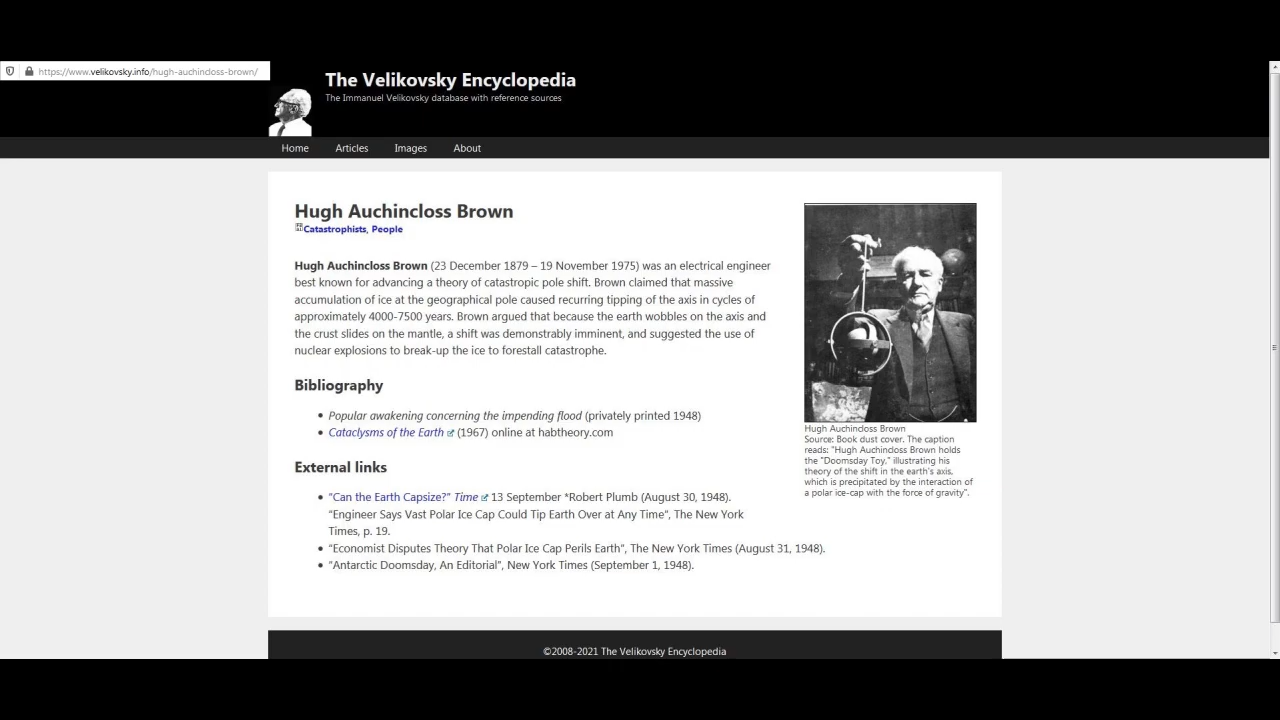 https://www.velikovsky.info/hugh-auchincloss-brown/
The Velikovsky Encyclopedia
The Immanuel Velikovsky database with reference sources
Home
Articles
Images
About
Hugh Auchincloss Brown
Catastrophists, People
Hugh Auchincloss Brown (23 December 1879 – 19 November 1975) was an electrical engineer
best known for advancing a theory of catastropic pole shift. Brown claimed that massive
accumulation of ice at the geographical pole caused recurring tipping of the axis in cycles of
approximately 4000-7500 years. Brown argued that because the earth wobbles on the axis and
the crust slides on the mantle, a shift was demonstrably imminent, and suggested the use of
nuclear explosions to break-up the ice to forestall catastrophe.
Bibliography
• Popular awakening concerning the impending flood (privately printed 1948)
• Cataclysms of the Earth (1967) online at habtheory.com
External links
• “Can the Earth Capsize?” Time 13 September *Robert Plumb (August 30, 1948).
“Engineer Says Vast Polar Ice Cap Could Tip Earth Over at Any Time”, The New York
Times, p. 19.
• “Economist Disputes Theory That Polar Ice Cap Perils Earth”, The New York Times (August 31, 1948).
• “Antarctic Doomsday, An Editorial”, New York Times (September 1, 1948).
Hugh Auchincloss Brown
Source: Book dust cover. The caption
reads: “Hugh Auchincloss Brown holds
the “Doomsday Toy,” illustrating his
theory of the shift in the earth’s axis,
which is precipitated by the interaction of
a polar ice-cap with the force of gravity”.
©2008-2021 The Velikovsky Encyclopedia